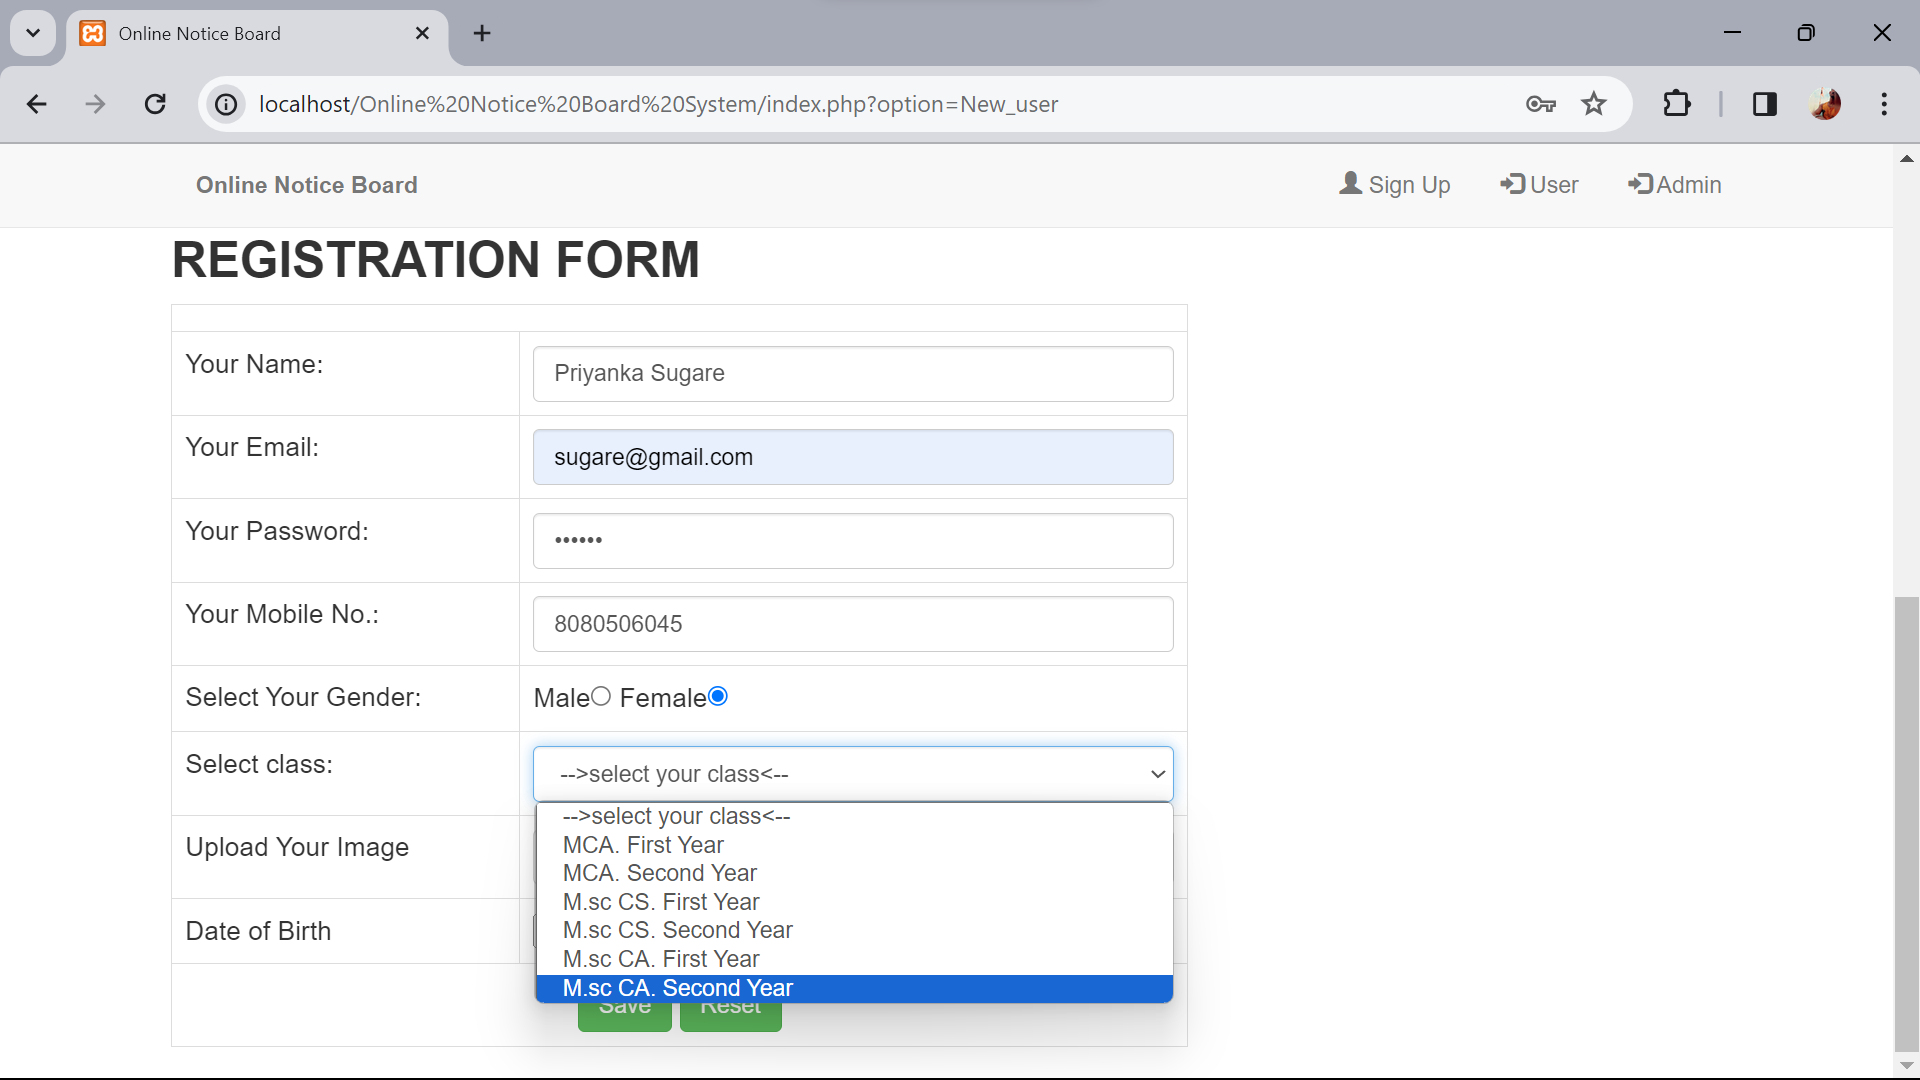 Online Notice Board
localhost/Online%20Notice%20Board%20System/index.php?option=New_user
Online Notice Board
Sign Up
User
Admin
REGISTRATION FORM
Your Name:
Priyanka Sugare
Your Email:
sugare@gmail.com
Your Password:
••••••
Your Mobile No.:
8080506045
Select Your Gender:
Male Female
Select class:
-->select your class<--
-->select your class<--
MCA. First Year
MCA. Second Year
M.sc CS. First Year
M.sc CS. Second Year
M.sc CA. First Year
M.sc CA. Second Year
Upload Your Image
Date of Birth
Save
Reset